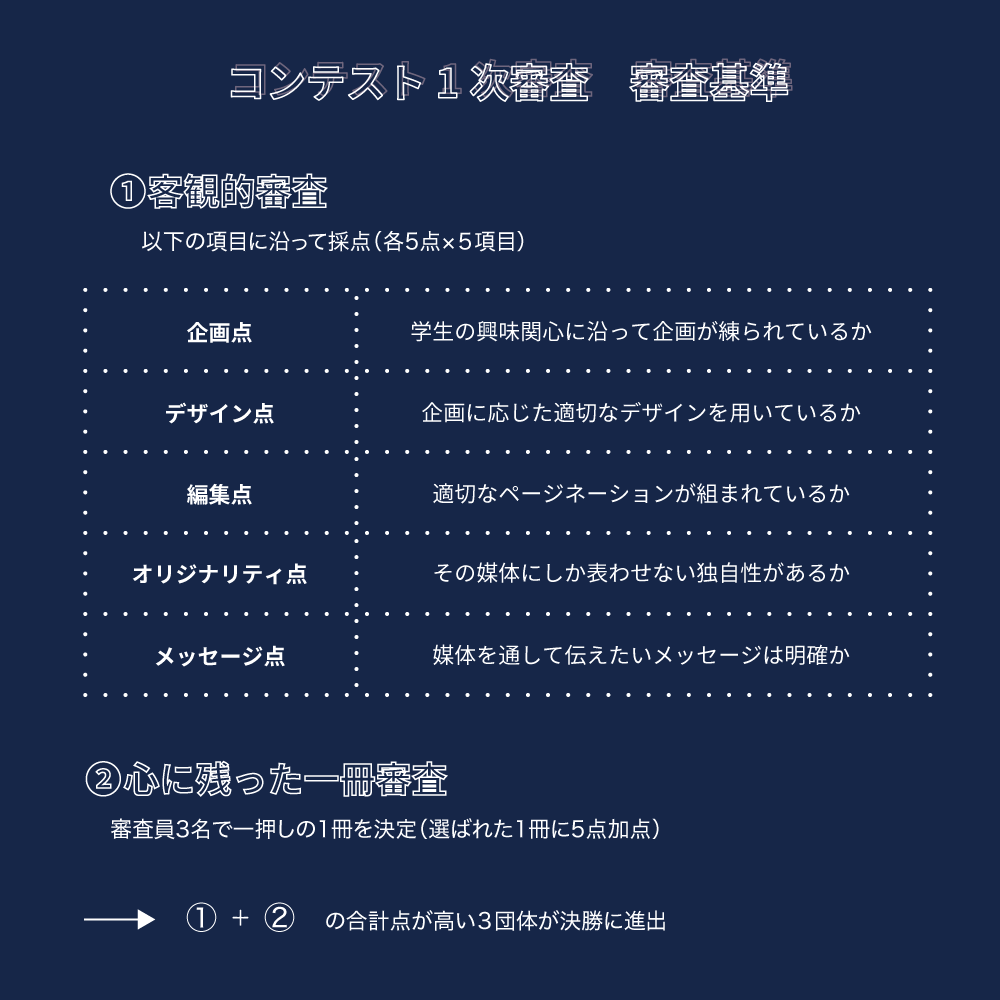 コンテスト１次審査　審査基準
①客観的審査
以下の項目に沿って採点（各5点×５項目）
企画点　学生の興味関心に沿って企画が練られているか
デザイン点　企画に応じた適切なデザインを用いているか
編集点　適切なページネーションが組まれているか
オリジナリティ点　その媒体にしか表わせない独自性があるか
メッセージ点　媒体を通して伝えたいメッセージは明確か
②心に残った一冊審査
審査員3名で一押しの1冊を決定（選ばれた1冊に5点加点）
① ＋ ②　の合計点が高い３団体が決勝に進出